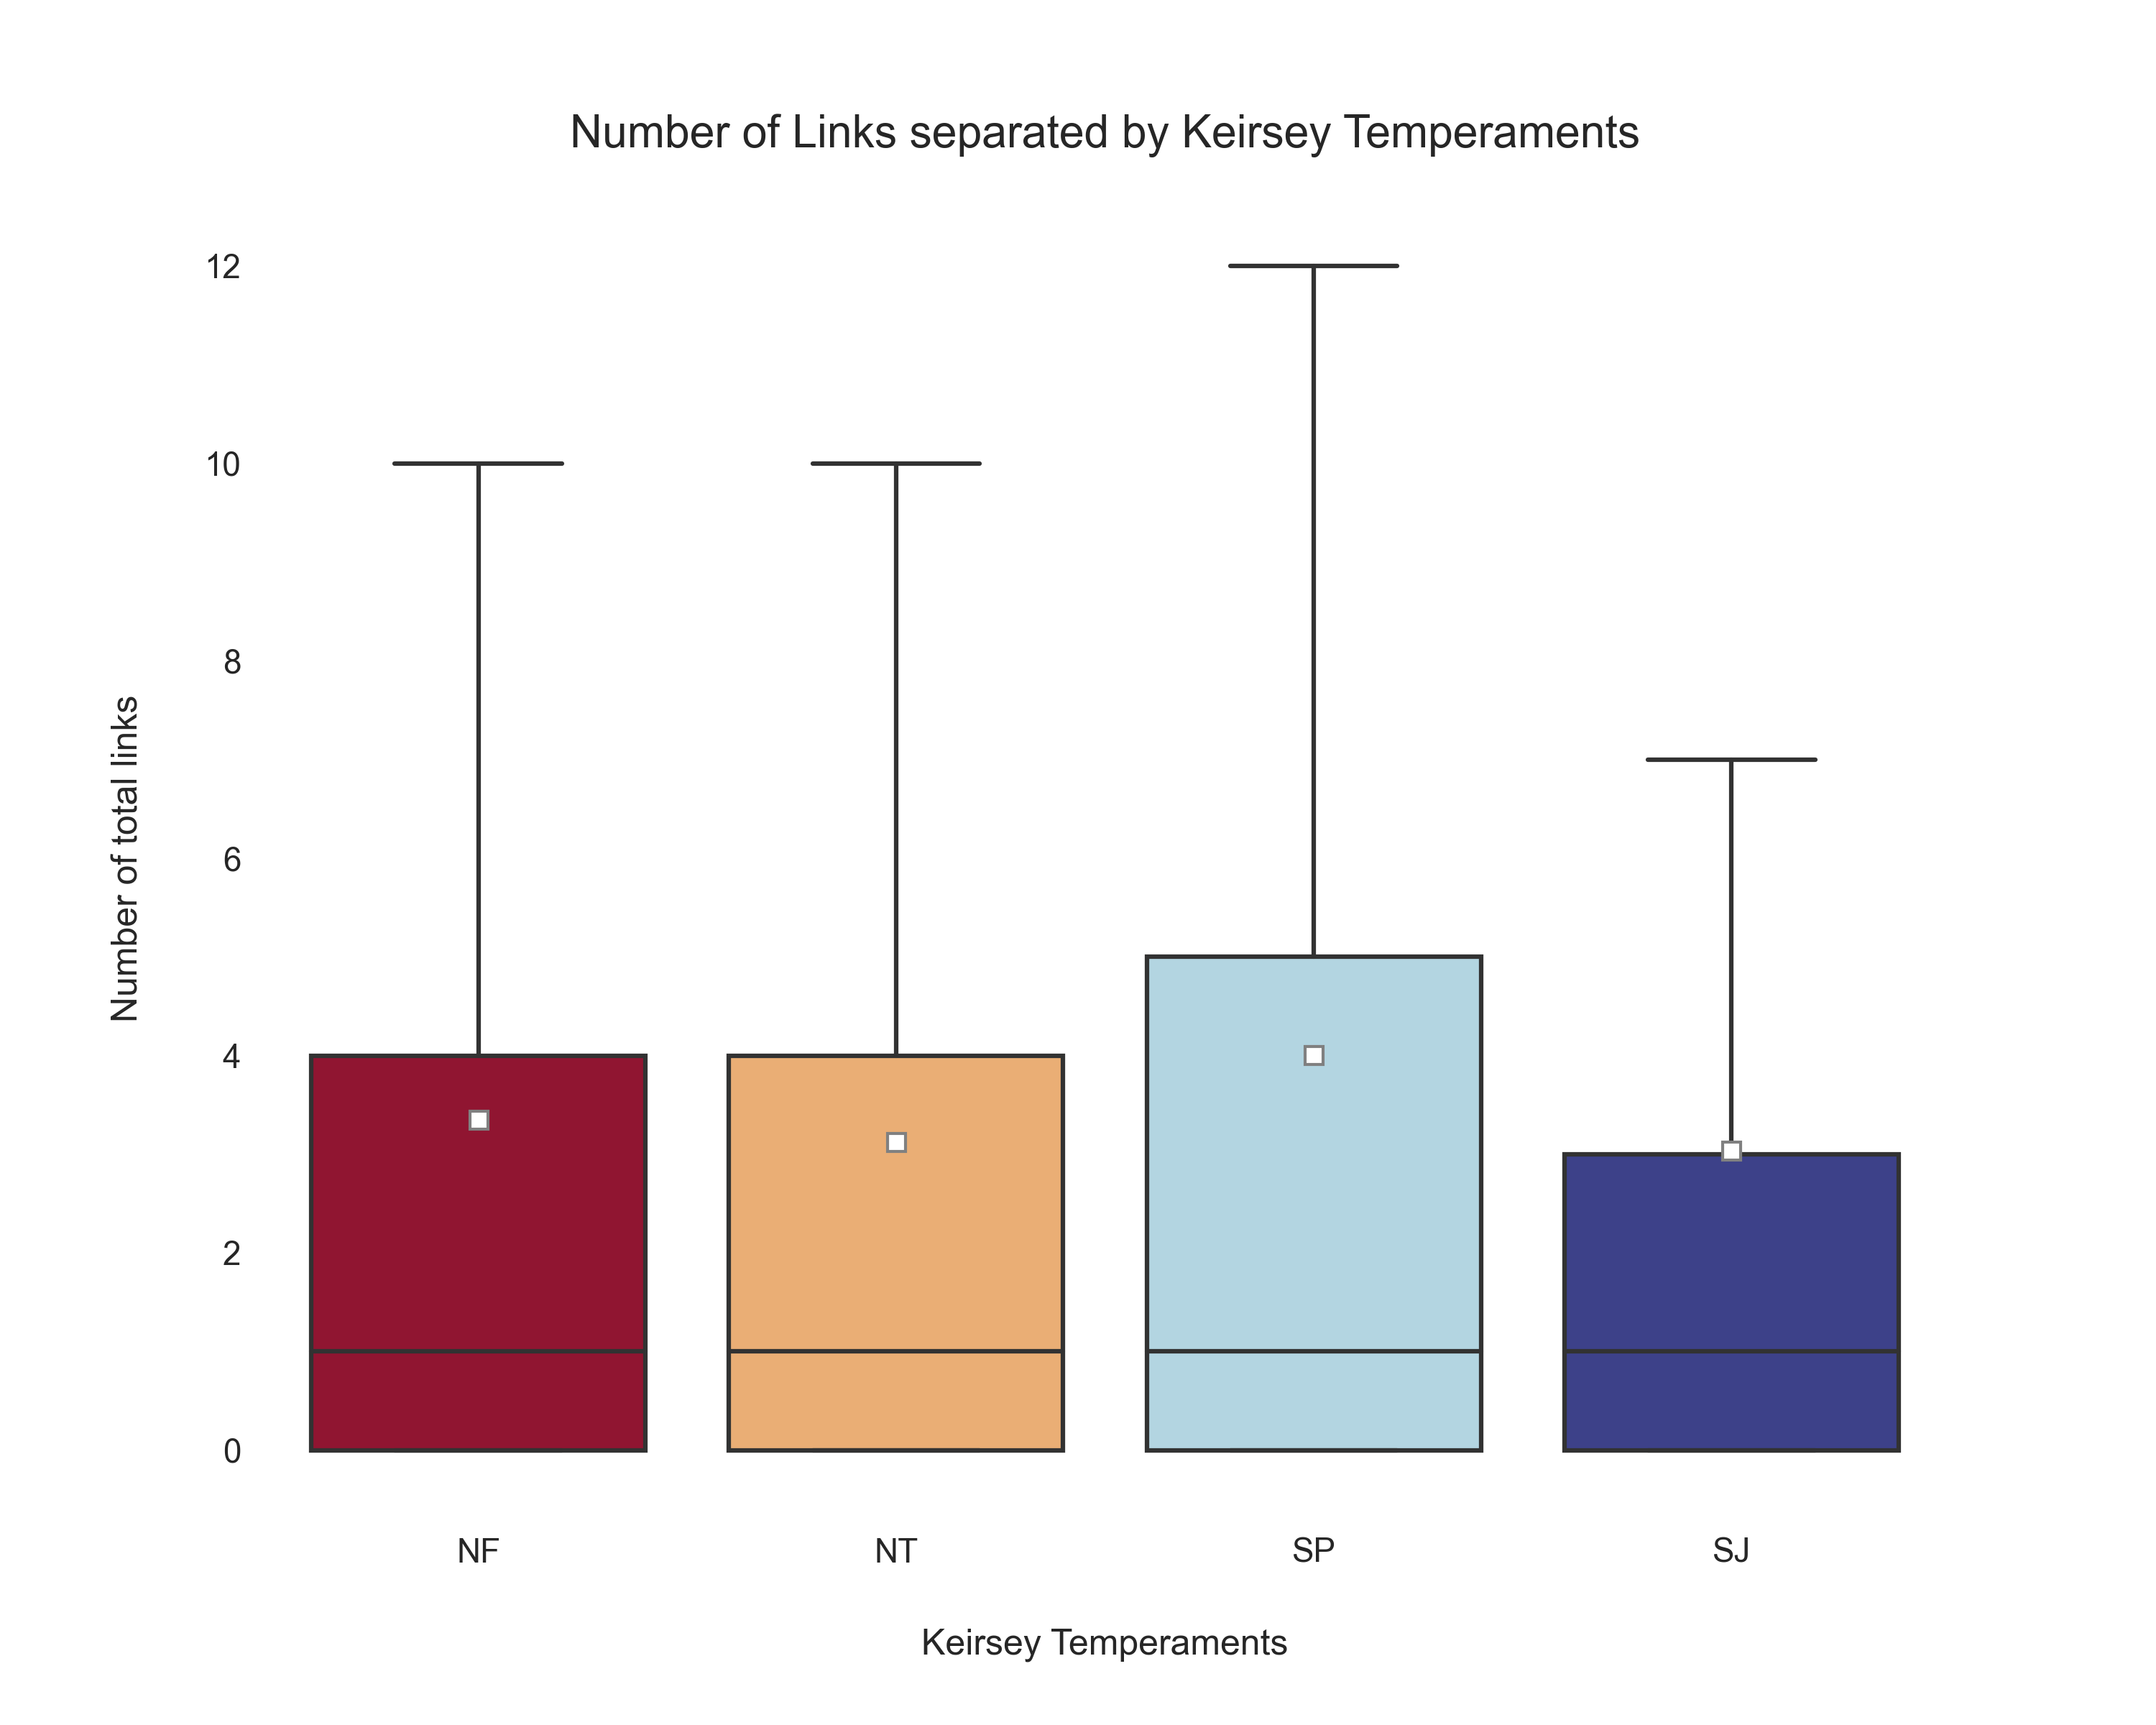 Number of Links separated by Keirsey Temperaments
12
10
8
6
4
2
0
Number of total links
NF
NT
SP
SJ
Keirsey Temperaments